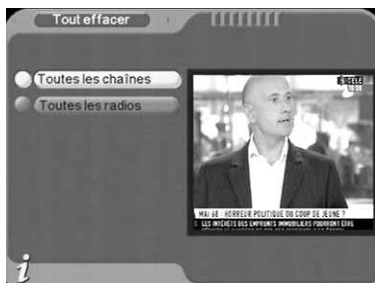 Tout effacer
Toutes les chaînes
Toutes les radios
i>TELE
MAI 68 : HORREUR POLITIQUE OU COUP DE JEUNE ?
LES INTÉRÊTS DES EMPRUNTS IMMOBILIERS POURRONT ÊTRE
i